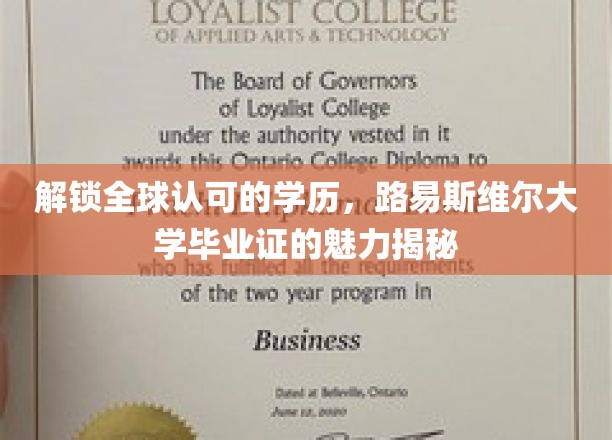 LOYALIST COLLEGE
OF APPLIED ARTS & TECHNOLOGY
The Board of Governors
of Loyalist College
under the authority vested in it
awards this Ontario College Diploma to
解锁全球认可的学历，路易斯维尔大
学毕业证的魅力揭秘
who has fulfilled all the requirements
of the two year program in
Business
Dated at Belleville, Ontario
June 12, 2020